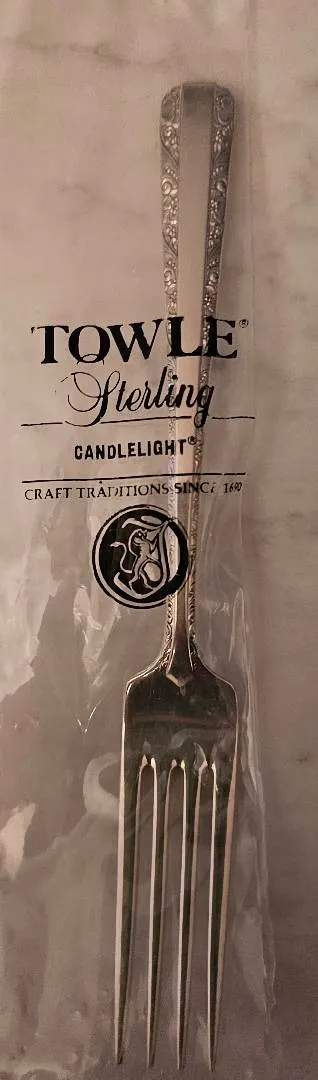 TOWLE®
Sterling
CANDLELIGHT®
CRAFT TRADITIONS SINCE 1690